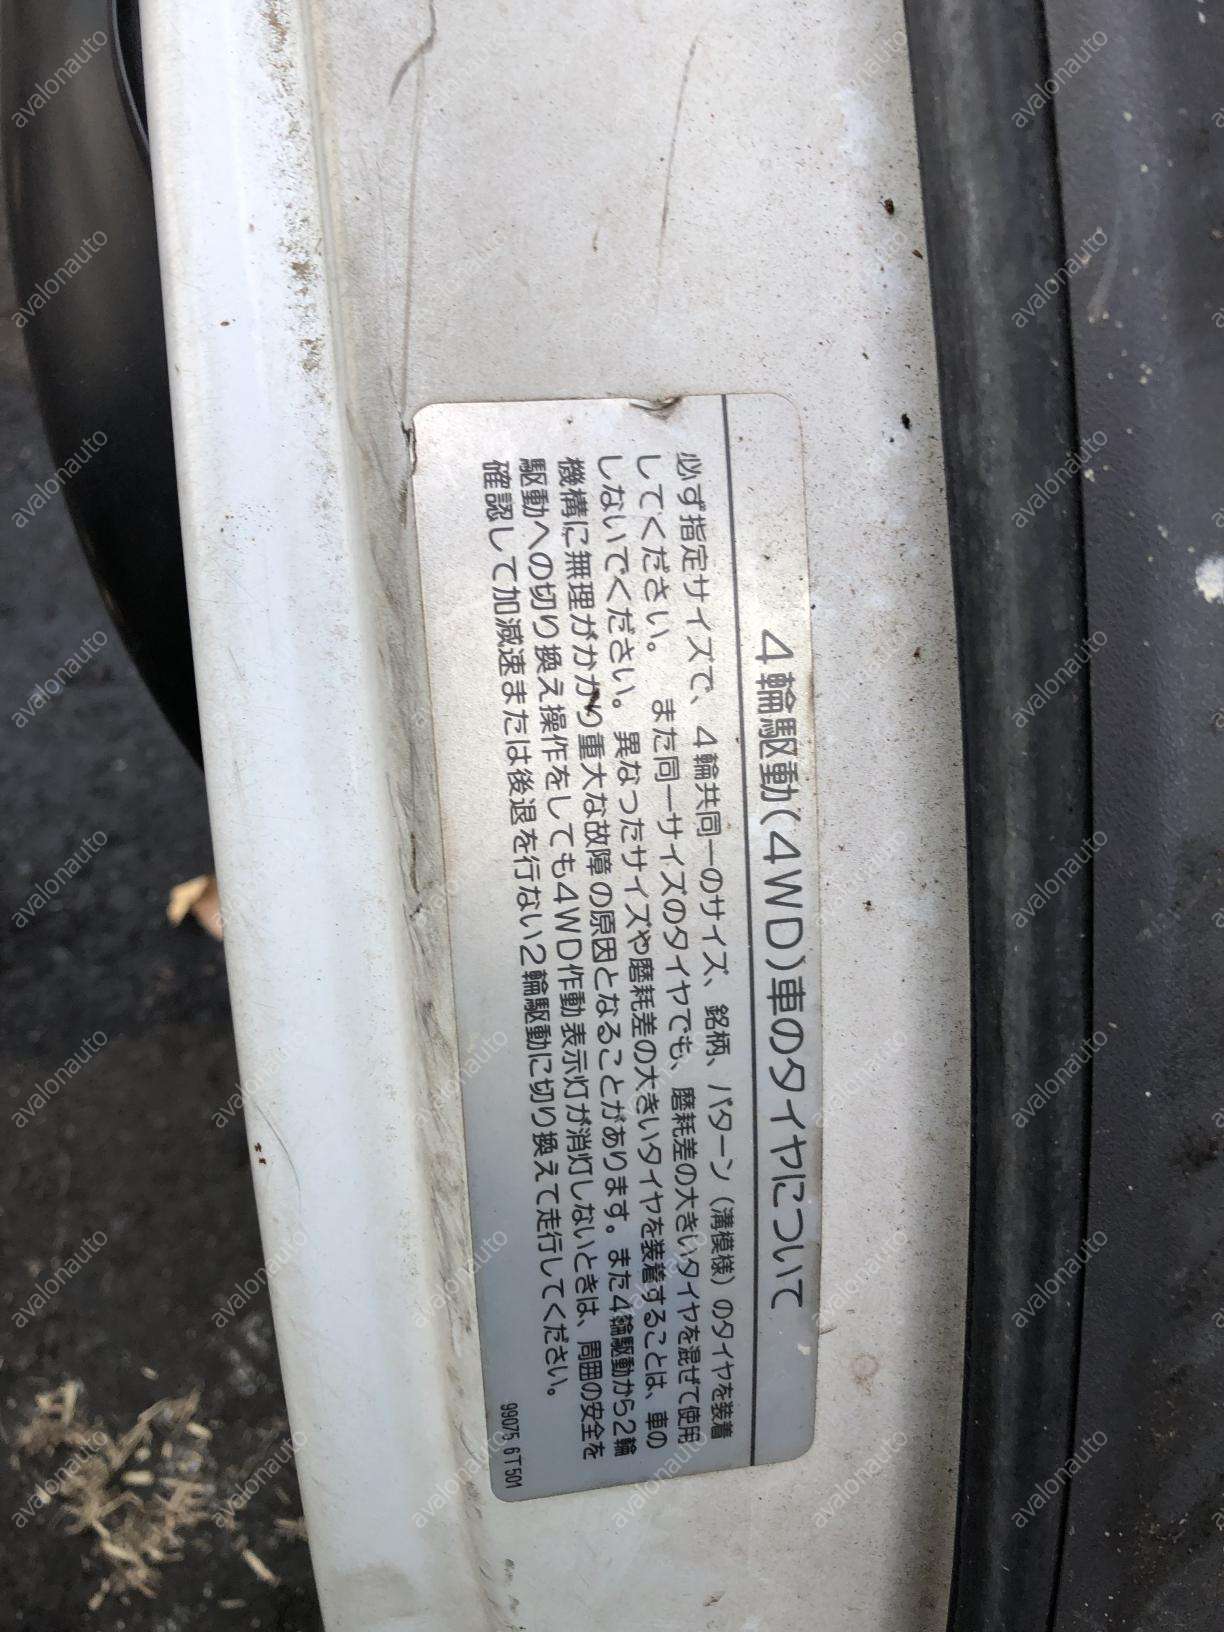 4輪駆動(4WD)車のタイヤについて
必ず指定サイズで、4輪共同一のサイズ、銘柄、パターン(溝模様)のタイヤを装着
してください。 また同一サイズのタイヤでも、磨耗差の大きいタイヤを混ぜて使用
しないでください。異なったサイズや磨耗差の大きいタイヤを装着することは、車の
機構に無理がかかり重大な故障の原因となることがあります。また4輪駆動から2輪
駆動への切り換え操作をしても4WD作動表示灯が消灯しないときは、周囲の安全を
確認して加減速または後退を行ない2輪駆動に切り換えて走行してください。
99075 6T501
avalonauto